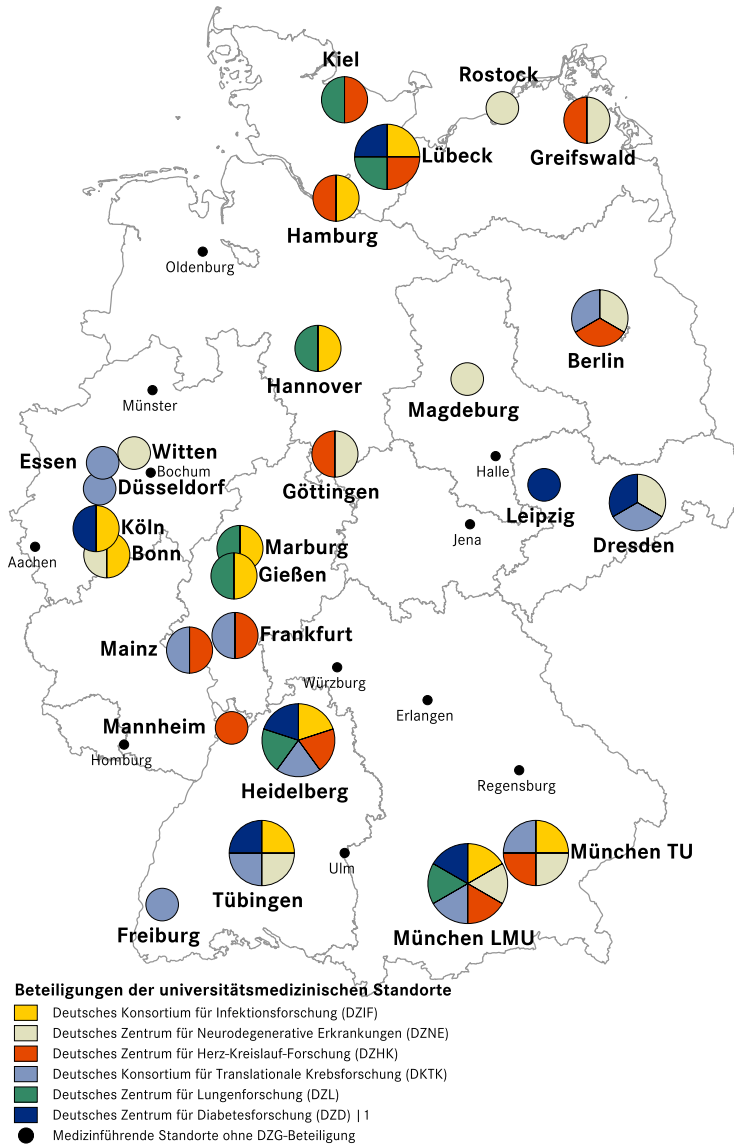 Kiel
Rostock
Lübeck
Greifswald
Hamburg
Oldenburg
Berlin
Hannover
Magdeburg
Münster
Essen
Witten
Bochum
Düsseldorf
Göttingen
Halle
Leipzig
Dresden
Köln
Bonn
Aachen
Marburg
Gießen
Jena
Mainz
Frankfurt
Würzburg
Mannheim
Erlangen
Homburg
Heidelberg
Regensburg
Ulm
München TU
Tübingen
Freiburg
München LMU
Beteiligungen der universitätsmedizinischen Standorte
Deutsches Konsortium für Infektionsforschung (DZIF)
Deutsches Zentrum für Neurodegenerative Erkrankungen (DZNE)
Deutsches Zentrum für Herz-Kreislauf-Forschung (DZHK)
Deutsches Konsortium für Translationale Krebsforschung (DKTK)
Deutsches Zentrum für Lungenforschung (DZL)
Deutsches Zentrum für Diabetesforschung (DZD) | 1
Medizinführende Standorte ohne DZG-Beteiligung